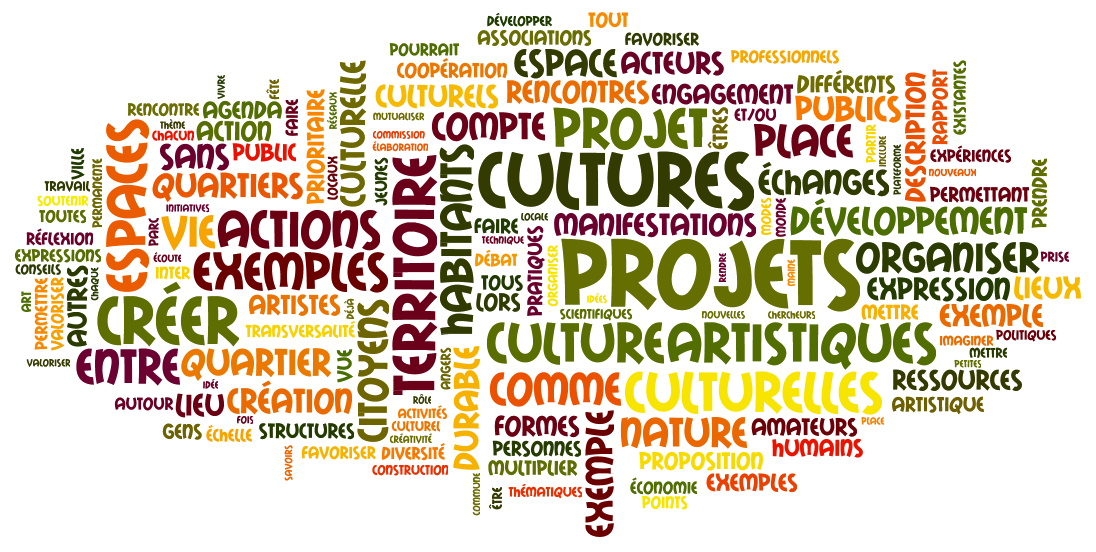 DÉVELOPPER
TOUT
ASSOCIATIONS
FAVORISER
POURRAIT
ESPACE
ACTEURS
PROFESSIONNELS
COOPÉRATION
CULTURELLE
VIVRE
FÊTE
CULTURELS
RENCONTRES
ENGAGEMENT
DIFFÉRENTS
PUBLICS
DESCRIPTION
RAPPORT
EXISTANTES
RENCONTRE
AGENDA
FAIRE
PRIORITAIRE
RÉSEAUX
MUTUALISER
COMPTE
PROJET
ÊTRES
ET/OU
PLACE
PARTIR
INCLURE
PLATEFORME
THÈME
CHACUN
ACTION
COMMISSION
ÉLABORATION
ESPACES
SANS
PUBLIC
LOCAUX
JEUNES
TERRITOIRE
HABITANTS
CULTURES
ÉCHANGES
EXPÉRIENCES
NOUVEAUX
VILLE
PERMANENTE
TRAVAIL
SOUTENIR
TOUTES
QUARTIERS
PERMETTANT
PRENDRE
INITIATIVES
PARC
VIE
ACTIONS
FAIRE
LOCALE
TECHNIQUE
PRATIQUES
MANIFESTATIONS
MODES
MONDE
DÉVELOPPEMENT
RÉFLEXION
EXPRESSIONS
CONSEILS
ÉCOUTE
INTER
EXEMPLES
DÉBAT
ORGANISER
PROJETS
RENDRE
MAINE
ORGANISER
PRISE
ART
PERMETTRE
VALORISER
AUTRES
CHAQUE
CRÉER
ARTISTES
DÉJÀ
TOUS
LORS
IDÉES
EXPRESSION
LIEUX
TRANSVERSALITÉ
CITOYENS
SCIENTIFIQUES
NOUVELLES
CHERCHEURS
METTRE
EXEMPLE
VALORISER
ENTRE
QUARTIER
VUE
ANGERS
DURABLE
CULTURE
ARTISTIQUES
IMAGINER
POLITIQUES
METTRE
PETITES
IDÉE
COMME
CULTURELLES
RESSOURCES
AUTOUR
LIEU
CRÉATION
RÔLE
ACTIVITÉS
ARTISTIQUE
FOIS
CULTUREL
CRÉATIVITÉ
FORMES
EXEMPLE
NATURE
AMATEURS
PLACE
GENS
ÉCHELLE
STRUCTURES
PERSONNES
HUMAINS
SAVOIRS
FAVORISER
DIVERSITÉ
PROPOSITION
CONSTRUCTION
MULTIPLIER
COMMUNE
ÊTRE
THÉMATIQUES
ÉCONOMIE
EXEMPLES
POINTS